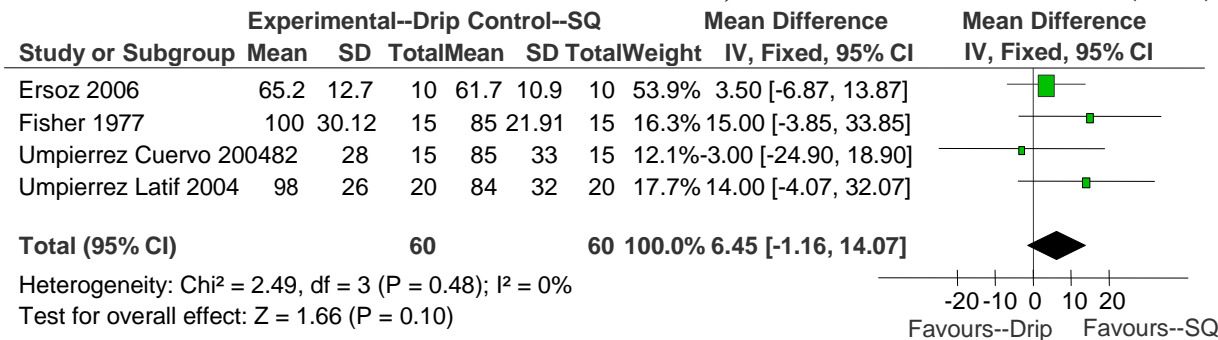 Experimental--Drip Control--SQ Mean Difference Mean Difference
Study or Subgroup Mean SD TotalMean SD TotalWeight IV, Fixed, 95% CI IV, Fixed, 95% CI
Ersoz 2006 65.2 12.7 10 61.7 10.9 10 53.9% 3.50 [-6.87, 13.87]
Fisher 1977 100 30.12 15 85 21.91 15 16.3% 15.00 [-3.85, 33.85]
Umpierrez Cuervo 200482 28 15 85 33 15 12.1%-3.00 [-24.90, 18.90]
Umpierrez Latif 2004 98 26 20 84 32 20 17.7% 14.00 [-4.07, 32.07]
Total (95% CI) 60 60 100.0% 6.45 [-1.16, 14.07]
Heterogeneity: Chi² = 2.49, df = 3 (P = 0.48); I² = 0%
Test for overall effect: Z = 1.66 (P = 0.10)
-20 -10 0 10 20
Favours--Drip Favours--SQ